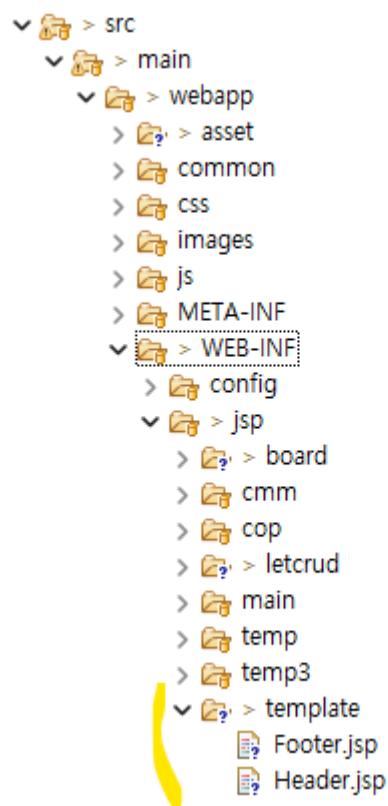 > src
> main
> webapp
> asset
common
css
images
js
META-INF
> WEB-INF
config
> jsp
> board
cmm
cop
> letcrud
main
temp
temp3
> template
Footer.jsp
Header.jsp